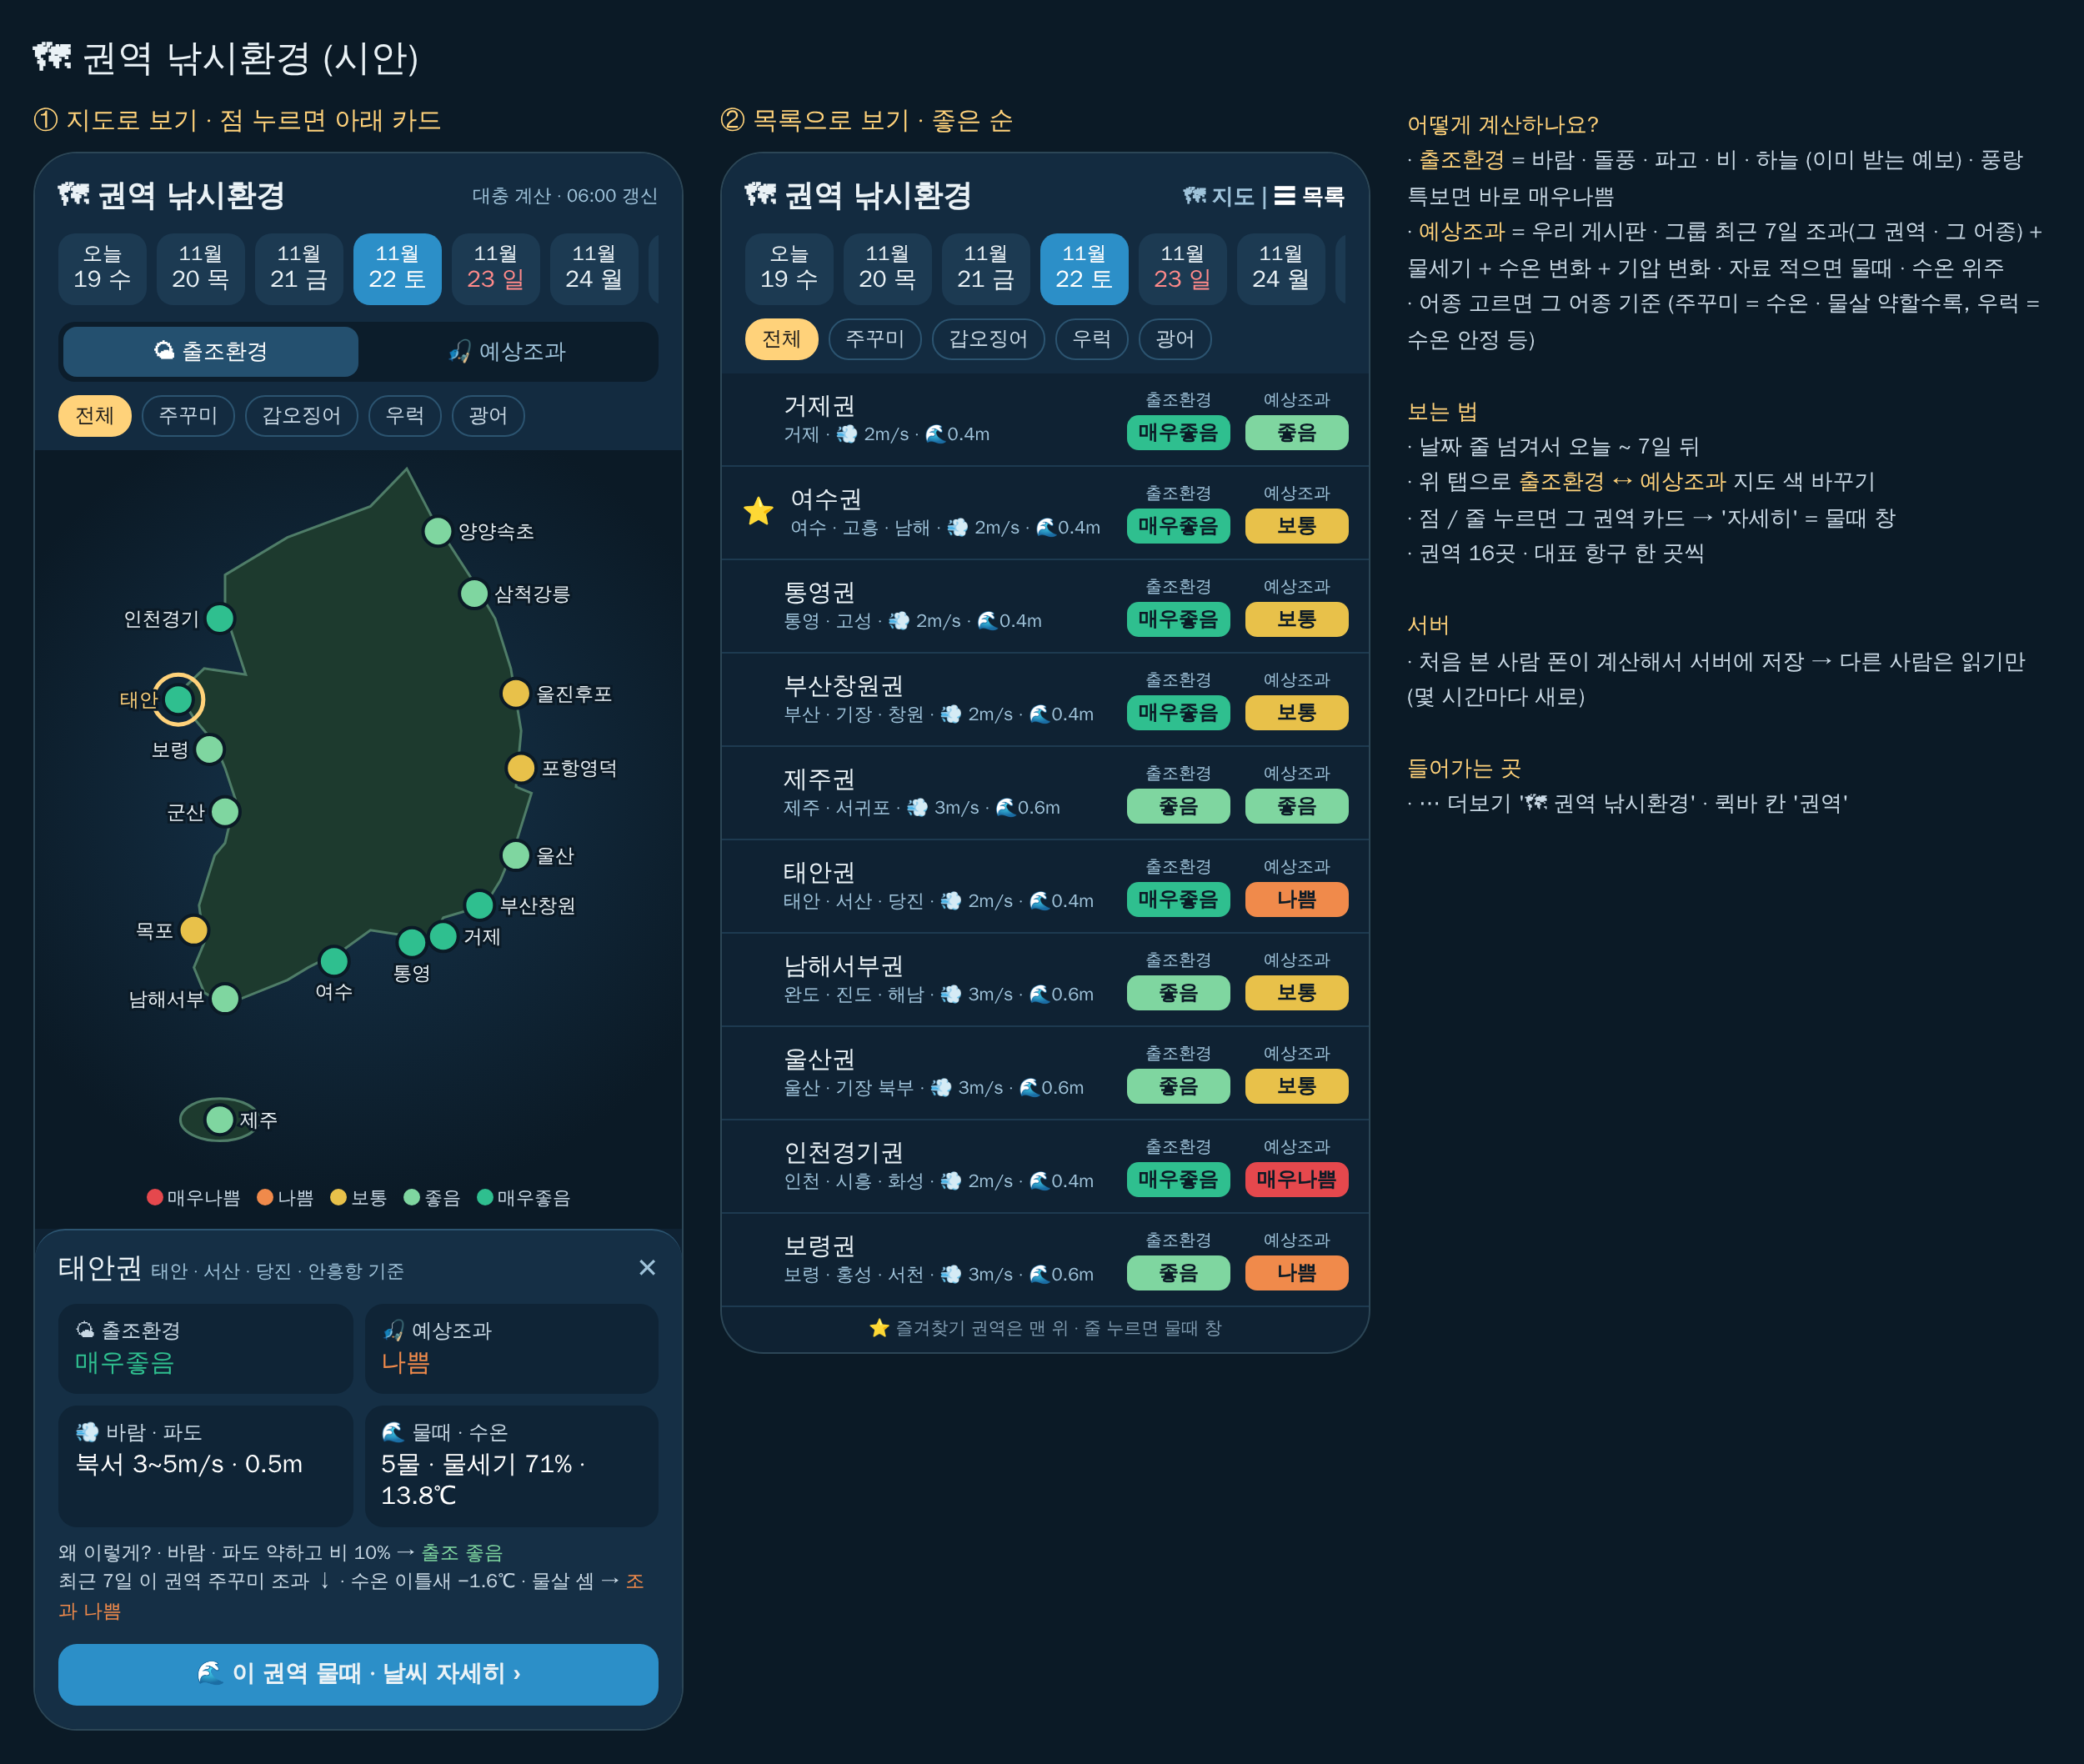 🗺 권역 낚시환경 (시안)
① 지도로 보기 · 점 누르면 아래 카드
🗺 권역 낚시환경
대충 계산 · 06:00 갱신
오늘 11월 11월 11월 11월 11월
19 수 20 목 21 금 22 토 23 일 24 월
🌤 출조환경 🎣 예상조과
전체 주꾸미 갑오징어 우럭 광어
양양속초
삼척강릉
인천경기
울진후포
태안
보령
포항영덕
군산
울산
부산창원
목포
거제
통영
여수
남해서부
제주
매우나쁨 나쁨 보통 좋음 매우좋음
태안권 태안 · 서산 · 당진 · 안흥항 기준 ✕
🌤 출조환경
매우좋음
🎣 예상조과
나쁨
💨 바람 · 파도
북서 3~5m/s · 0.5m
🌊 물때 · 수온
5물 · 물세기 71% ·
13.8℃
왜 이렇게? · 바람 · 파도 약하고 비 10% → 출조 좋음
최근 7일 이 권역 주꾸미 조과 ↓ · 수온 이틀새 −1.6℃ · 물살 셈 → 조
과 나쁨
🌊 이 권역 물때 · 날씨 자세히 ›
② 목록으로 보기 · 좋은 순
🗺 권역 낚시환경
🗺 지도 | ☰ 목록
오늘 11월 11월 11월 11월 11월
19 수 20 목 21 금 22 토 23 일 24 월
전체 주꾸미 갑오징어 우럭 광어
거제권
거제 · 💨 2m/s · 🌊0.4m
출조환경 예상조과
매우좋음 좋음
⭐ 여수권
여수 · 고흥 · 남해 · 💨 2m/s · 🌊0.4m
출조환경 예상조과
매우좋음 보통
통영권
통영 · 고성 · 💨 2m/s · 🌊0.4m
출조환경 예상조과
매우좋음 보통
부산창원권
부산 · 기장 · 창원 · 💨 2m/s · 🌊0.4m
출조환경 예상조과
매우좋음 보통
제주권
제주 · 서귀포 · 💨 3m/s · 🌊0.6m
출조환경 예상조과
좋음 좋음
태안권
태안 · 서산 · 당진 · 💨 2m/s · 🌊0.4m
출조환경 예상조과
매우좋음 나쁨
남해서부권
완도 · 진도 · 해남 · 💨 3m/s · 🌊0.6m
출조환경 예상조과
좋음 보통
울산권
울산 · 기장 북부 · 💨 3m/s · 🌊0.6m
출조환경 예상조과
좋음 보통
인천경기권
인천 · 시흥 · 화성 · 💨 2m/s · 🌊0.4m
출조환경 예상조과
매우좋음 매우나쁨
보령권
보령 · 홍성 · 서천 · 💨 3m/s · 🌊0.6m
출조환경 예상조과
좋음 나쁨
⭐ 즐겨찾기 권역은 맨 위 · 줄 누르면 물때 창
어떻게 계산하나요?
· 출조환경 = 바람 · 돌풍 · 파고 · 비 · 하늘 (이미 받는 예보) · 풍랑
특보면 바로 매우나쁨
· 예상조과 = 우리 게시판 · 그룹 최근 7일 조과(그 권역 · 그 어종) +
물세기 + 수온 변화 + 기압 변화 · 자료 적으면 물때 · 수온 위주
· 어종 고르면 그 어종 기준 (주꾸미 = 수온 · 물살 약할수록, 우럭 =
수온 안정 등)
보는 법
· 날짜 줄 넘겨서 오늘 ~ 7일 뒤
· 위 탭으로 출조환경 ↔ 예상조과 지도 색 바꾸기
· 점 / 줄 누르면 그 권역 카드 → '자세히' = 물때 창
· 권역 16곳 · 대표 항구 한 곳씩
서버
· 처음 본 사람 폰이 계산해서 서버에 저장 → 다른 사람은 읽기만
(몇 시간마다 새로)
들어가는 곳
· ⋯ 더보기 '🗺 권역 낚시환경' · 퀵바 칸 '권역'